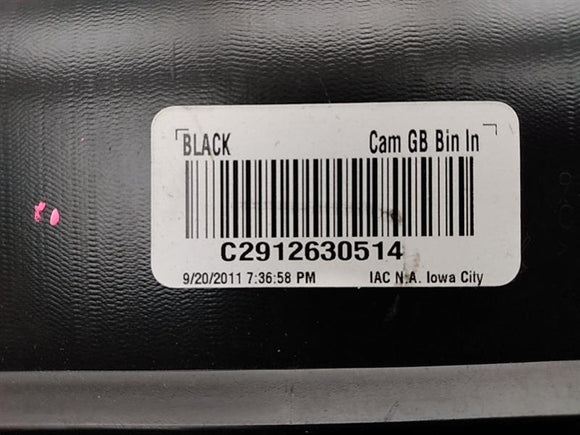 BLACK Cam GB Bin In
C2912630514
9/20/2011 7:36:58 PM IAC N.A. Iowa City